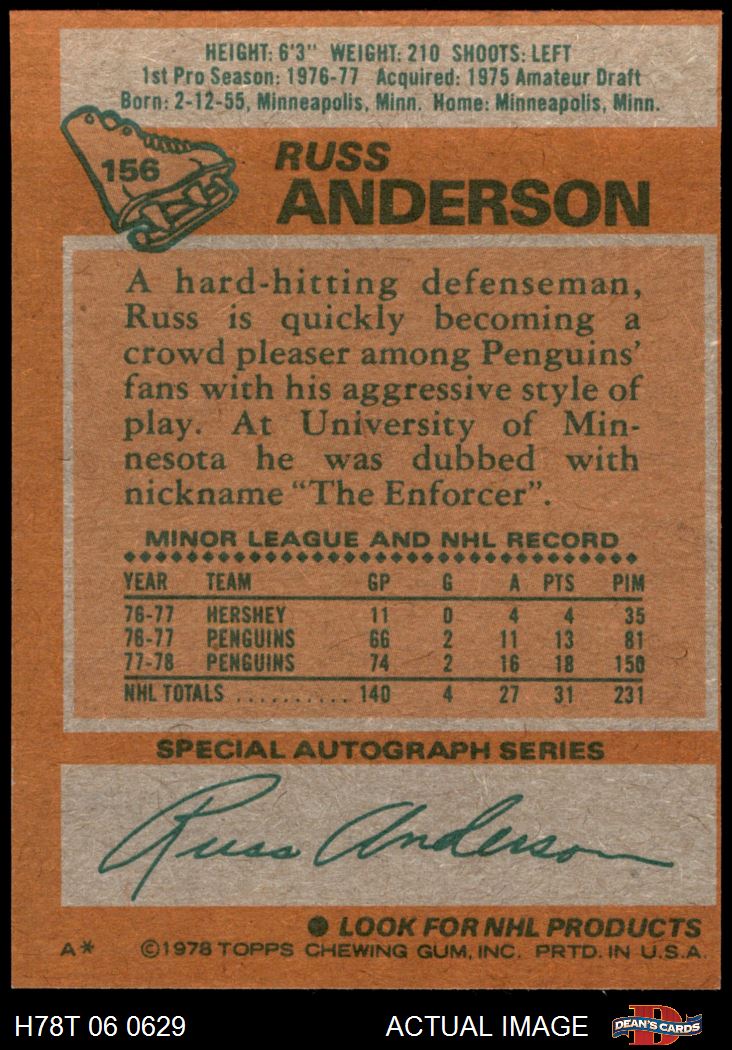 HEIGHT: 6'3" WEIGHT: 210 SHOOTS: LEFT
1st Pro Season: 1976-77 Acquired: 1975 Amateur Draft
Born: 2-12-55, Minneapolis, Minn. Home: Minneapolis, Minn.
156
RUSS
ANDERSON
A hard-hitting defenseman,
Russ is quickly becoming a
crowd pleaser among Penguins'
fans with his aggressive style of
play. At University of Min-
nesota he was dubbed with
nickname "The Enforcer".
MINOR LEAGUE AND NHL RECORD
YEAR TEAM GP G A PTS PIM
76-77 HERSHEY 11 0 4 4 35
76-77 PENGUINS 66 2 11 13 81
77-78 PENGUINS 74 2 16 18 150
NHL TOTALS .......... 140 4 27 31 231
SPECIAL AUTOGRAPH SERIES
Russ Anderson
● LOOK FOR NHL PRODUCTS
A* ©1978 TOPPS CHEWING GUM, INC. PRTD. IN U.S.A.
H78T 06 0629 ACTUAL IMAGE D DEAN'S CARDS